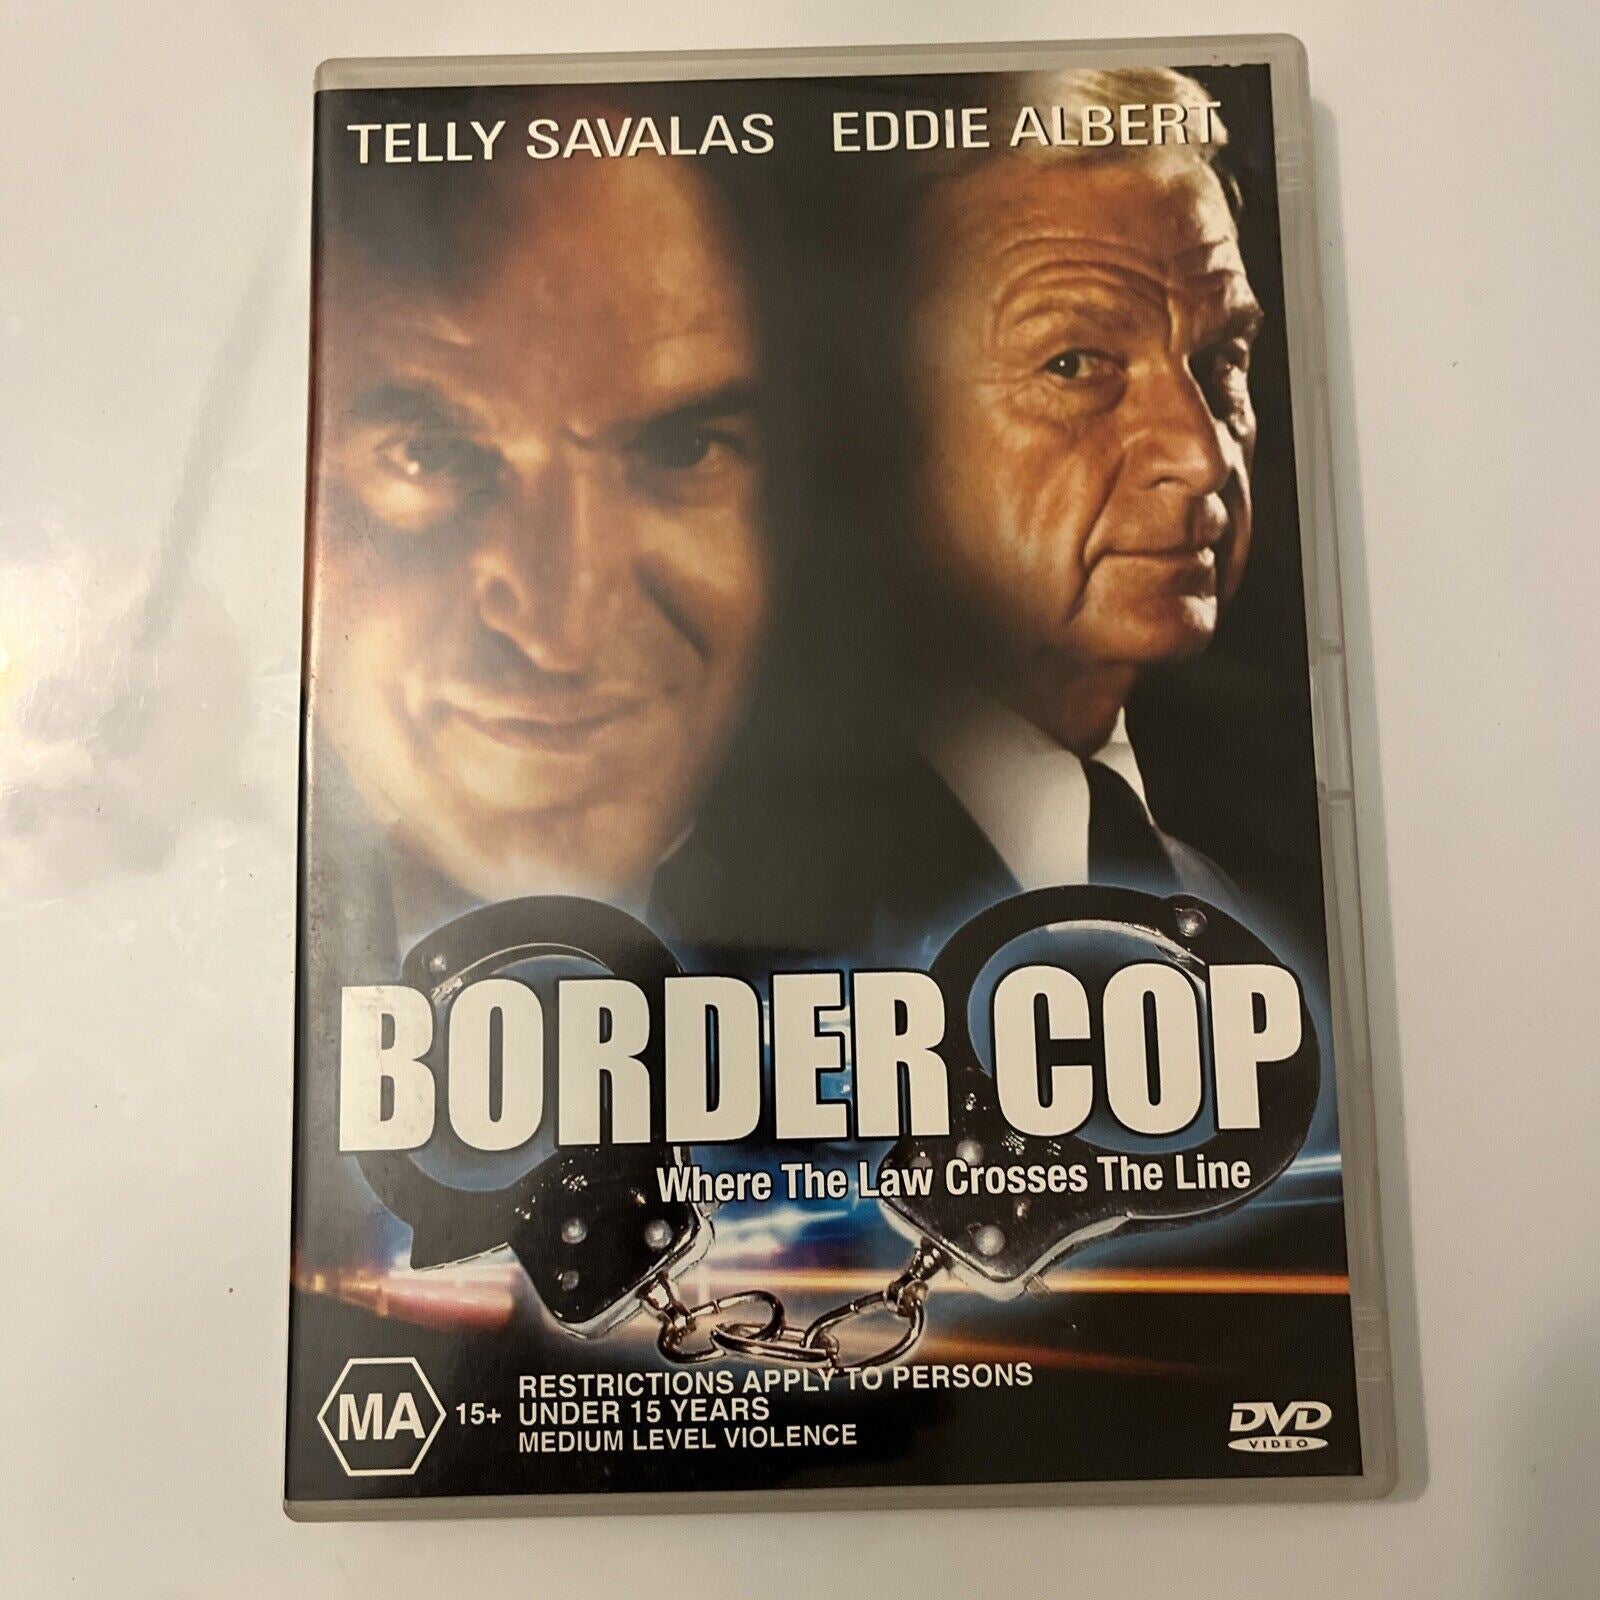 TELLY SAVALAS EDDIE ALBERT
BORDER COP
Where The Law Crosses The Line
MA 15+
RESTRICTIONS APPLY TO PERSONS
UNDER 15 YEARS
MEDIUM LEVEL VIOLENCE
DVD
VIDEO